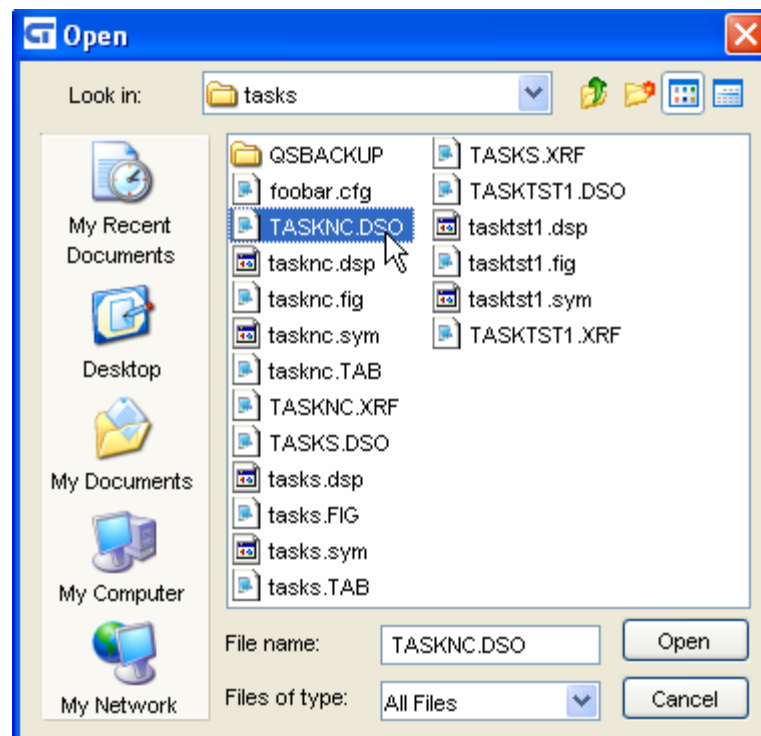 GT Open
Look in:
tasks
My Recent
Documents
Desktop
My Documents
My Computer
My Network
QSBACKUP
foobar.cfg
TASKNC.DSO
tasknc.dsp
tasknc.fig
tasknc.sym
tasknc.TAB
TASKNC.XRF
TASKS.DSO
tasks.dsp
tasks.FIG
tasks.sym
tasks.TAB
TASKS.XRF
TASKTST1.DSO
tasktst1.dsp
tasktst1.fig
tasktst1.sym
TASKTST1.XRF
File name:
TASKNC.DSO
Open
Files of type:
All Files
Cancel